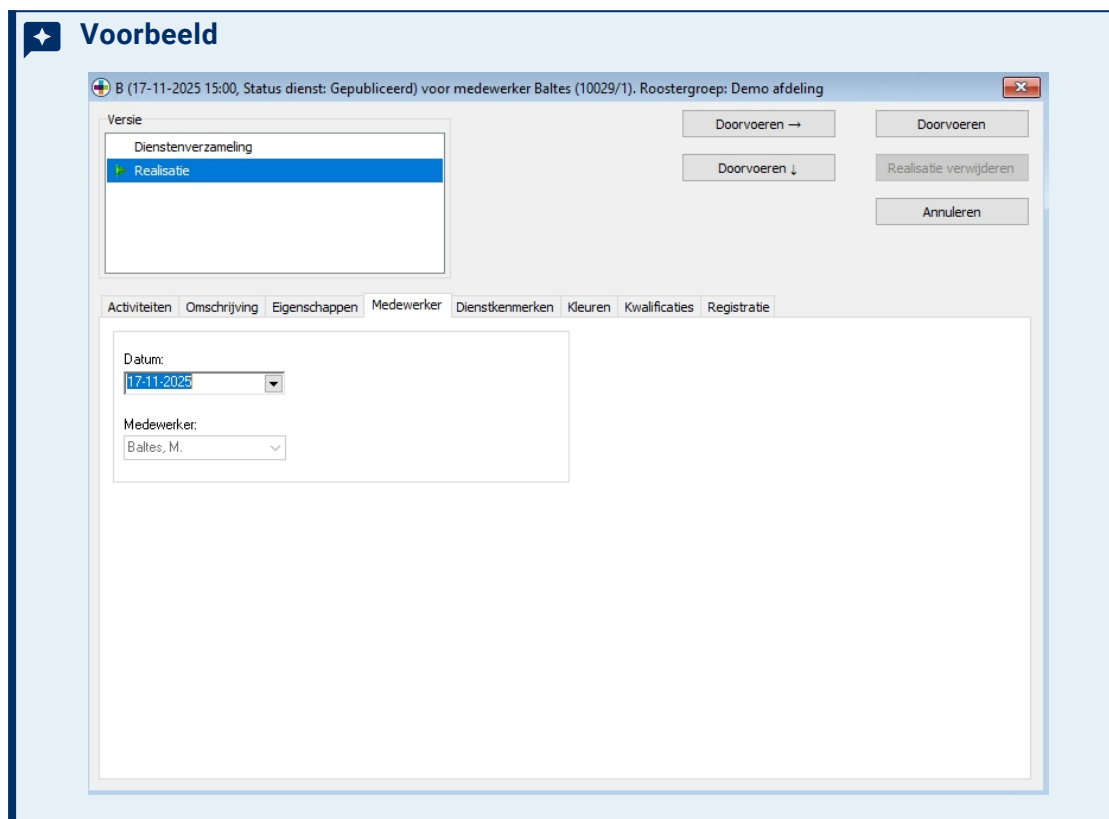 Voorbeeld
B (17-11-2025 15:00, Status dienst: Gepubliceerd) voor medewerker Baltes (10029/1). Roostergroep: Demo afdeling
Versie
Dienstenverzameling
Realisatie
Doorvoeren →
Doorvoeren
Doorvoeren ↓
Realisatie verwijderen
Annuleren
Activiteiten Omschrijving Eigenschappen Medewerker Dienstkenmerken Kleuren Kwalificaties Registratie
Datum:
17-11-2025
Medewerker:
Baltes, M.